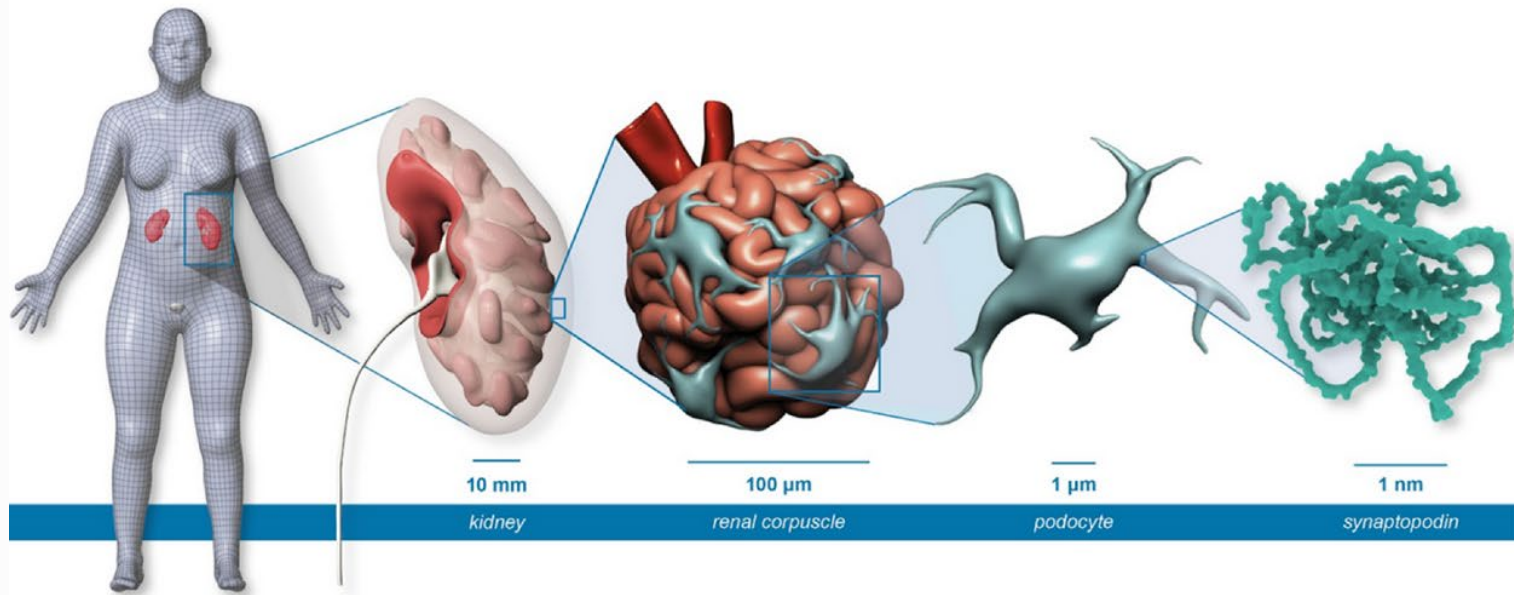 10 mm
100 µm
1 µm
1 nm
kidney
renal corpuscle
podocyte
synaptopodin